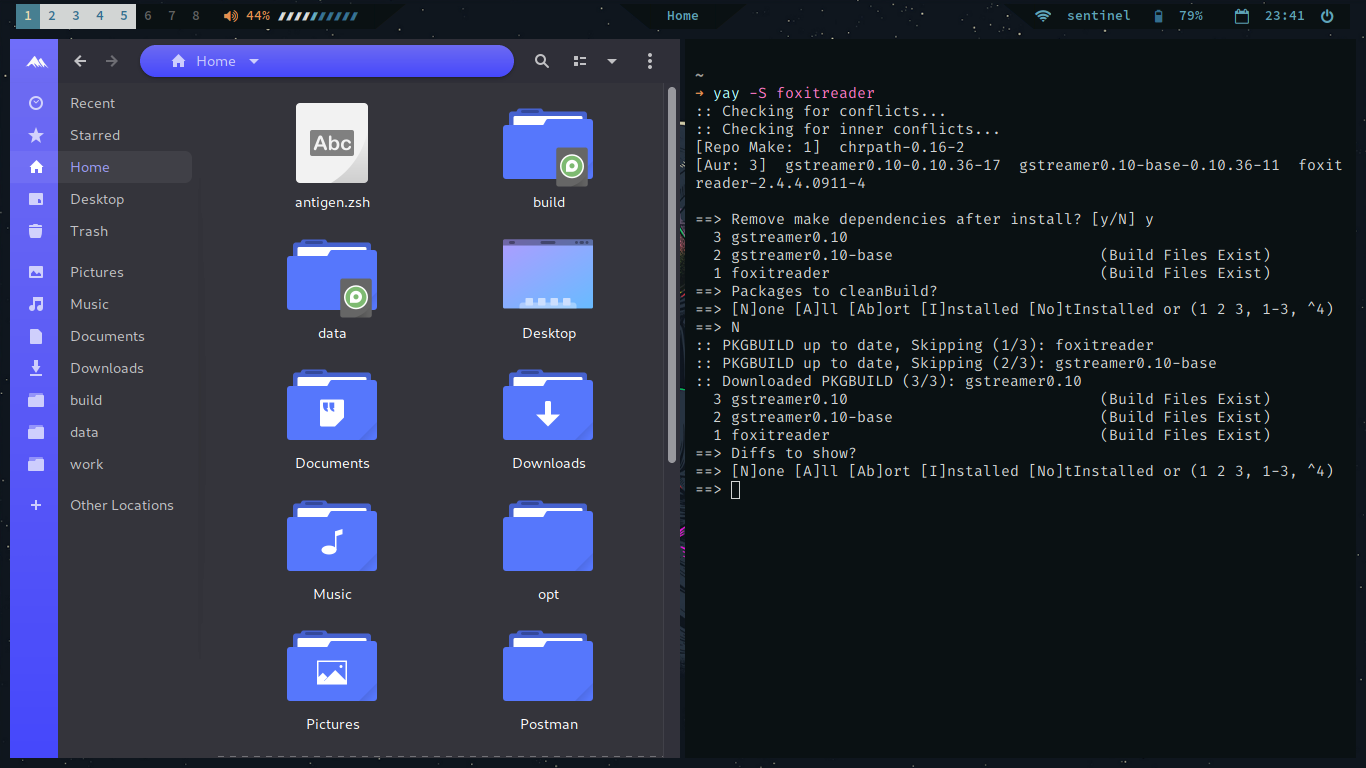 1 2 3 4 5 6 7 8 44%
Home
sentinel 79% 23:41
Home
Recent
Starred
Home
Desktop
Trash
Pictures
Music
Documents
Downloads
build
data
work
Other Locations
Abc
antigen.zsh
build
data
Desktop
Documents
Downloads
Music
opt
Pictures
Postman
~
→ yay -S foxitreader
:: Checking for conflicts...
:: Checking for inner conflicts...
[Repo Make: 1]  chrpath-0.16-2
[Aur: 3]  gstreamer0.10-0.10.36-17  gstreamer0.10-base-0.10.36-11  foxit
reader-2.4.4.0911-4
==> Remove make dependencies after install? [y/N] y
  3 gstreamer0.10
  2 gstreamer0.10-base                       (Build Files Exist)
  1 foxitreader                              (Build Files Exist)
==> Packages to cleanBuild?
==> [N]one [A]ll [Ab]ort [I]nstalled [No]tInstalled or (1 2 3, 1-3, ^4)
==> N
:: PKGBUILD up to date, Skipping (1/3): foxitreader
:: PKGBUILD up to date, Skipping (2/3): gstreamer0.10-base
:: Downloaded PKGBUILD (3/3): gstreamer0.10
  3 gstreamer0.10                            (Build Files Exist)
  2 gstreamer0.10-base                       (Build Files Exist)
  1 foxitreader                              (Build Files Exist)
==> Diffs to show?
==> [N]one [A]ll [Ab]ort [I]nstalled [No]tInstalled or (1 2 3, 1-3, ^4)
==>